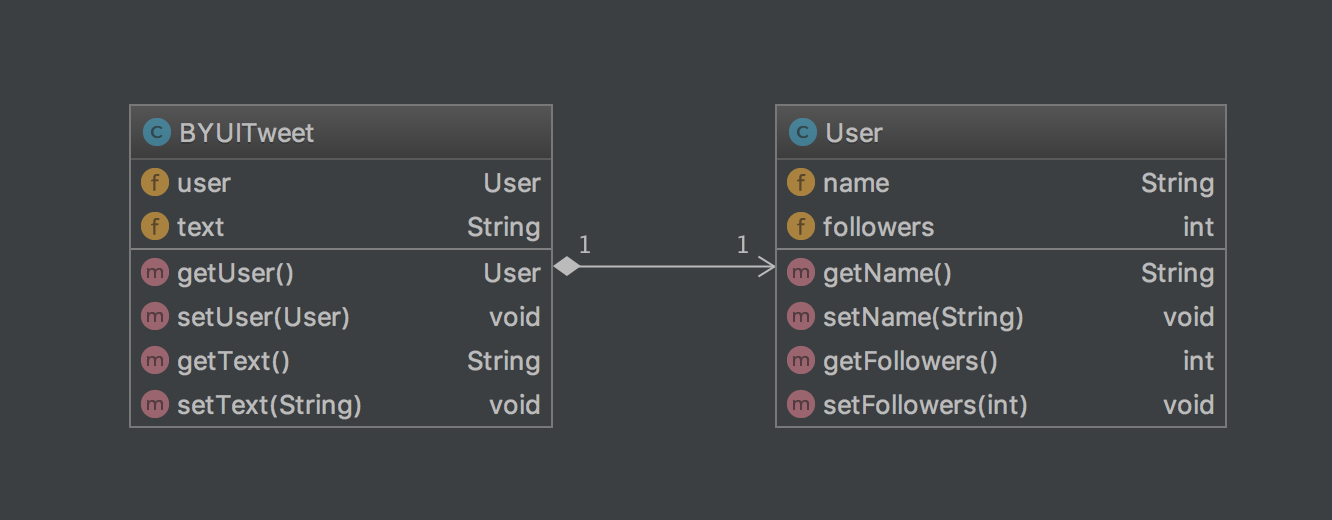 C BYUITweet
f user User
f text String
m getUser() User
m setUser(User) void
m getText() String
m setText(String) void
1 1
C User
f name String
f followers int
m getName() String
m setName(String) void
m getFollowers() int
m setFollowers(int) void